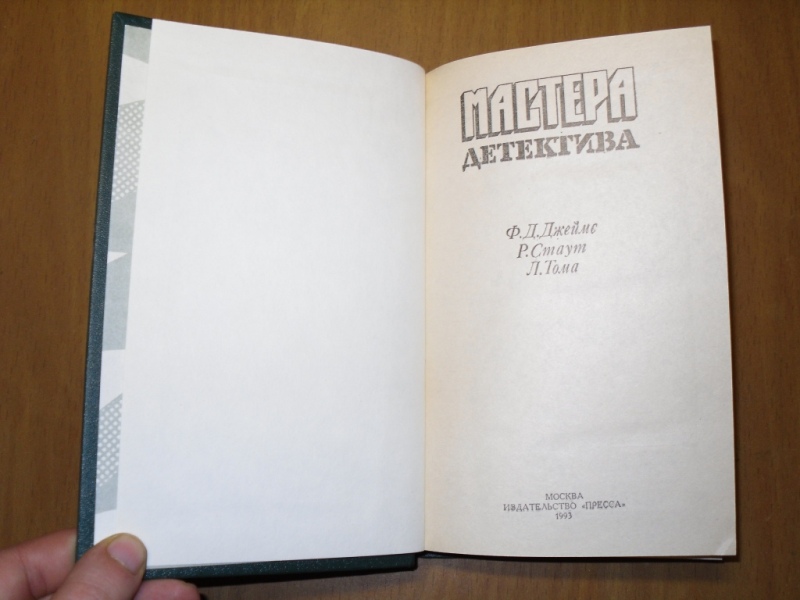 МАСТЕРА
ДЕТЕКТИВА
Ф.Д.Джеймс
Р.Стаут
Л.Тома
МОСКВА
ИЗДАТЕЛЬСТВО «ПРЕССА»
1993